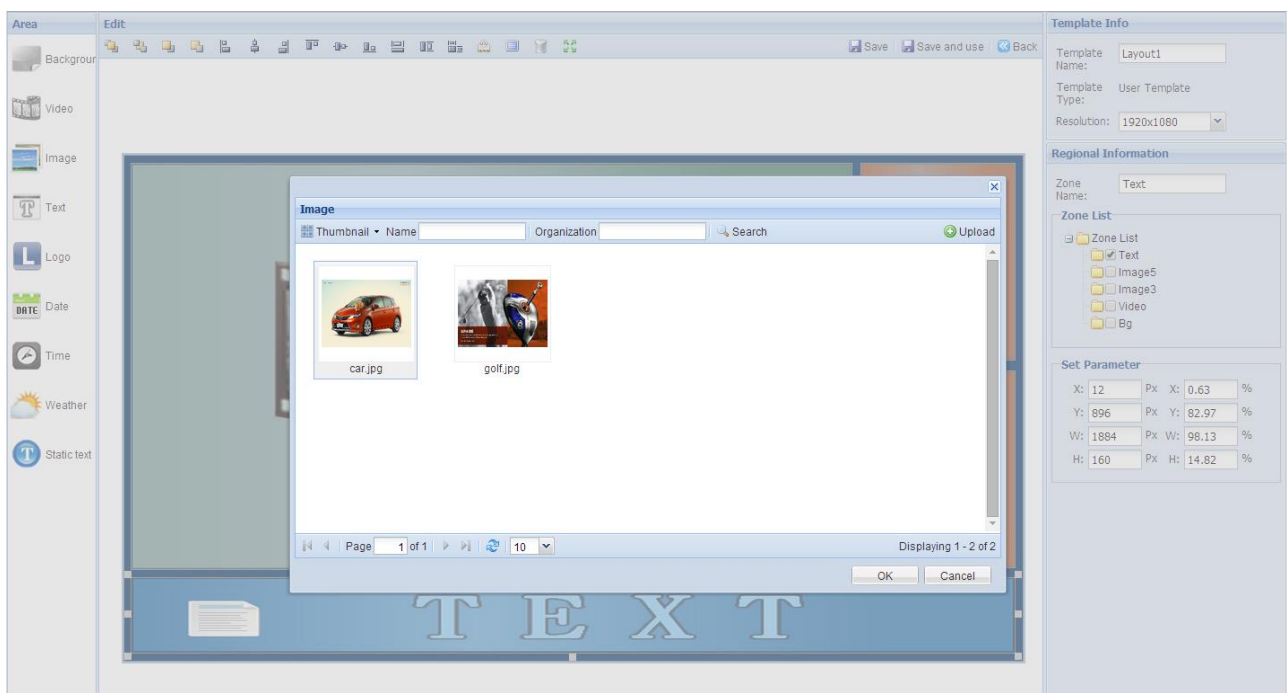 Area
Backgrour
Video
Image
Text
Logo
DATE Date
Time
Weather
Static text
Edit
Save Save and use Back
Image
Thumbnail Name Organization Search Upload
car.jpg golf.jpg
Page 1 of 1 10 Displaying 1 - 2 of 2
OK Cancel
TEXT
Template Info
Template Name: Layout1
Template Type: User Template
Resolution: 1920x1080
Regional Information
Zone Name: Text
Zone List
Zone List
Text
Image5
Image3
Video
Bg
Set Parameter
X: 12 Px X: 0.63 %
Y: 896 Px Y: 82.97 %
W: 1884 Px W: 98.13 %
H: 160 Px H: 14.82 %